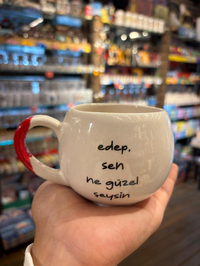 edep,
sen
ne güzel
şeysin